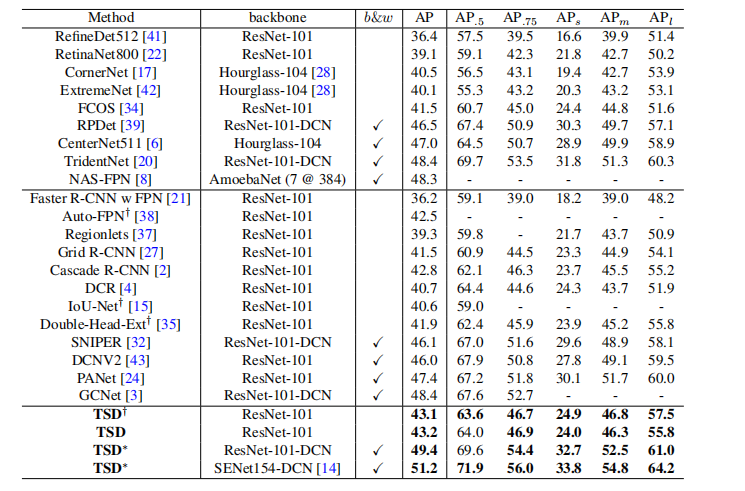 Method backbone b&w AP AP.5 AP.75 APs APm APl
RefineDet512 [41] ResNet-101 36.4 57.5 39.5 16.6 39.9 51.4
RetinaNet800 [22] ResNet-101 39.1 59.1 42.3 21.8 42.7 50.2
CornerNet [17] Hourglass-104 [28] 40.5 56.5 43.1 19.4 42.7 53.9
ExtremeNet [42] Hourglass-104 [28] 40.1 55.3 43.2 20.3 43.2 53.1
FCOS [34] ResNet-101 41.5 60.7 45.0 24.4 44.8 51.6
RPDet [39] ResNet-101-DCN ✓ 46.5 67.4 50.9 30.3 49.7 57.1
CenterNet511 [6] Hourglass-104 ✓ 47.0 64.5 50.7 28.9 49.9 58.9
TridentNet [20] ResNet-101-DCN ✓ 48.4 69.7 53.5 31.8 51.3 60.3
NAS-FPN [8] AmoebaNet (7 @ 384) ✓ 48.3 - - - - -
Faster R-CNN w FPN [21] ResNet-101 36.2 59.1 39.0 18.2 39.0 48.2
Auto-FPN† [38] ResNet-101 42.5 - - - - -
Regionlets [37] ResNet-101 39.3 59.8 - 21.7 43.7 50.9
Grid R-CNN [27] ResNet-101 41.5 60.9 44.5 23.3 44.9 54.1
Cascade R-CNN [2] ResNet-101 42.8 62.1 46.3 23.7 45.5 55.2
DCR [4] ResNet-101 40.7 64.4 44.6 24.3 43.7 51.9
IoU-Net† [15] ResNet-101 40.6 59.0 - - - -
Double-Head-Ext† [35] ResNet-101 41.9 62.4 45.9 23.9 45.2 55.8
SNIPER [32] ResNet-101-DCN ✓ 46.1 67.0 51.6 29.6 48.9 58.1
DCNV2 [43] ResNet-101 ✓ 46.0 67.9 50.8 27.8 49.1 59.5
PANet [24] ResNet-101 ✓ 47.4 67.2 51.8 30.1 51.7 60.0
GCNet [3] ResNet-101-DCN ✓ 48.4 67.6 52.7 - - -
TSD† ResNet-101 43.1 63.6 46.7 24.9 46.8 57.5
TSD ResNet-101 43.2 64.0 46.9 24.0 46.3 55.8
TSD* ResNet-101-DCN ✓ 49.4 69.6 54.4 32.7 52.5 61.0
TSD* SENet154-DCN [14] ✓ 51.2 71.9 56.0 33.8 54.8 64.2